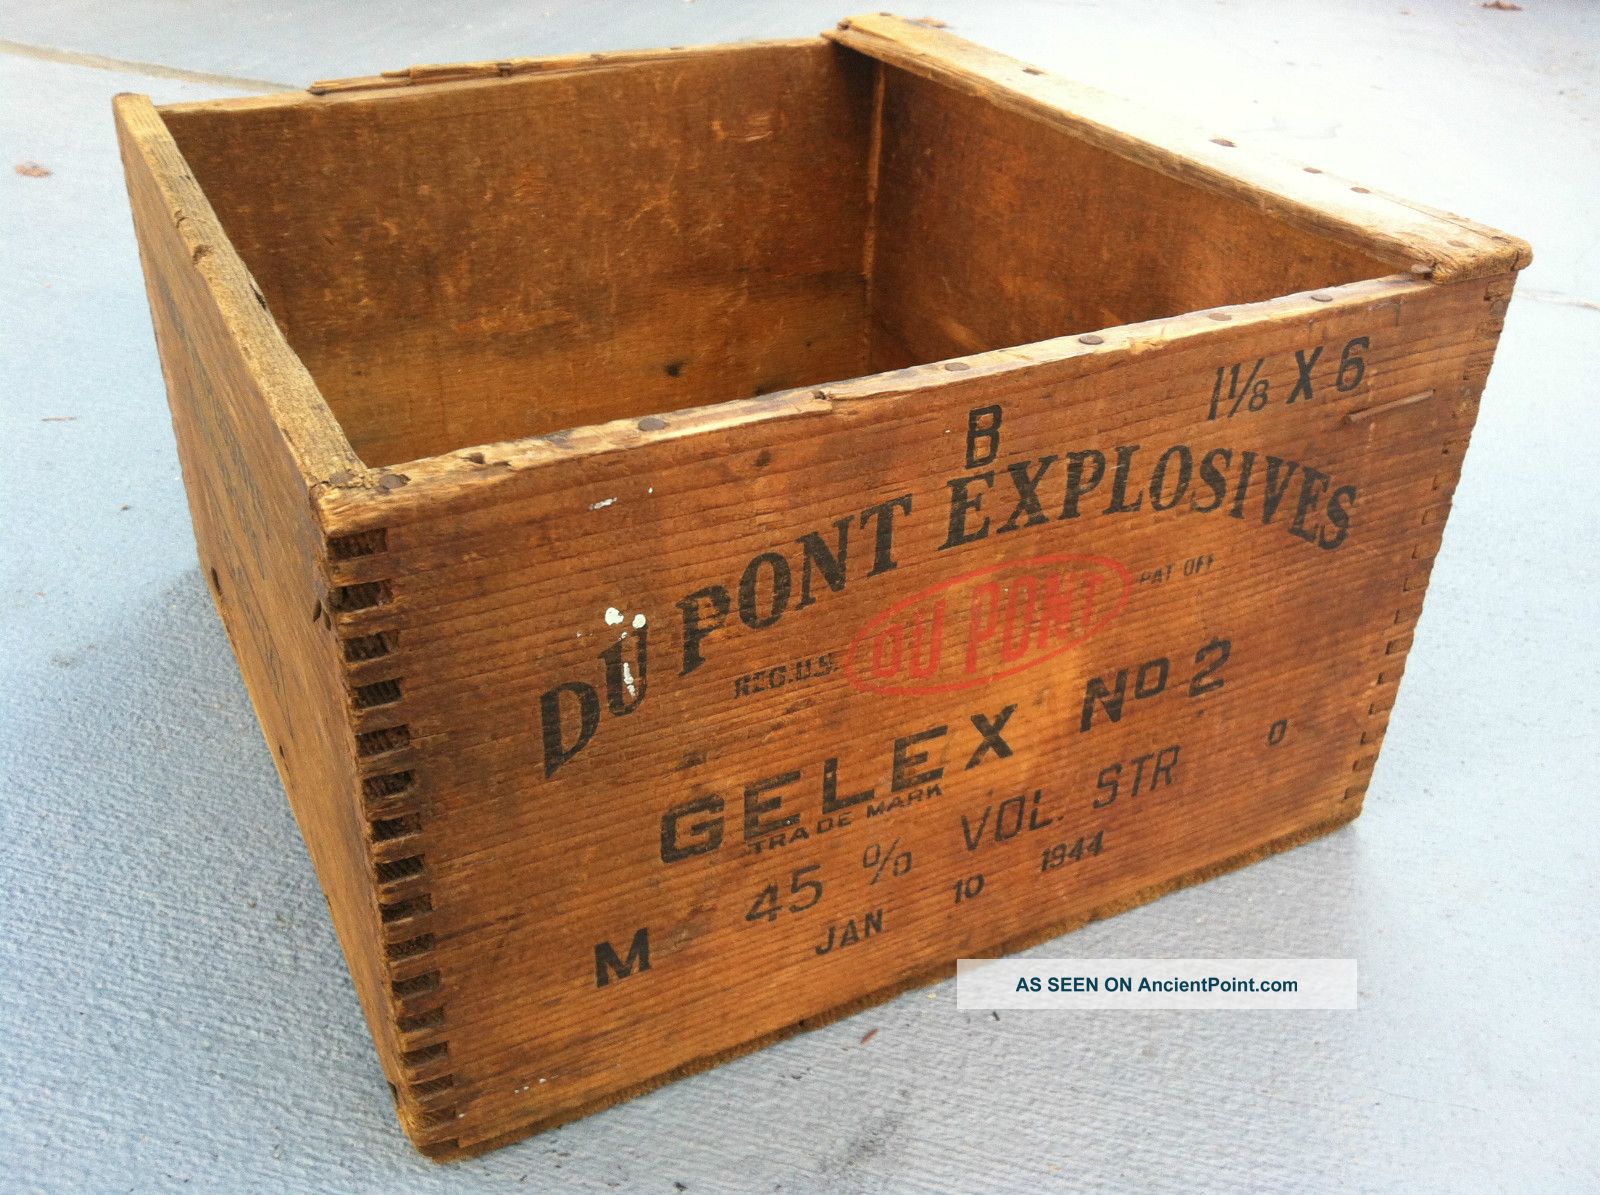 B 1 1/8 X 6
DU PONT EXPLOSIVES
REG. U.S. DU PONT PAT OFF
GELEX No 2
TRADE MARK
45 % VOL. STR
M JAN 10 1944
AS SEEN ON AncientPoint.com